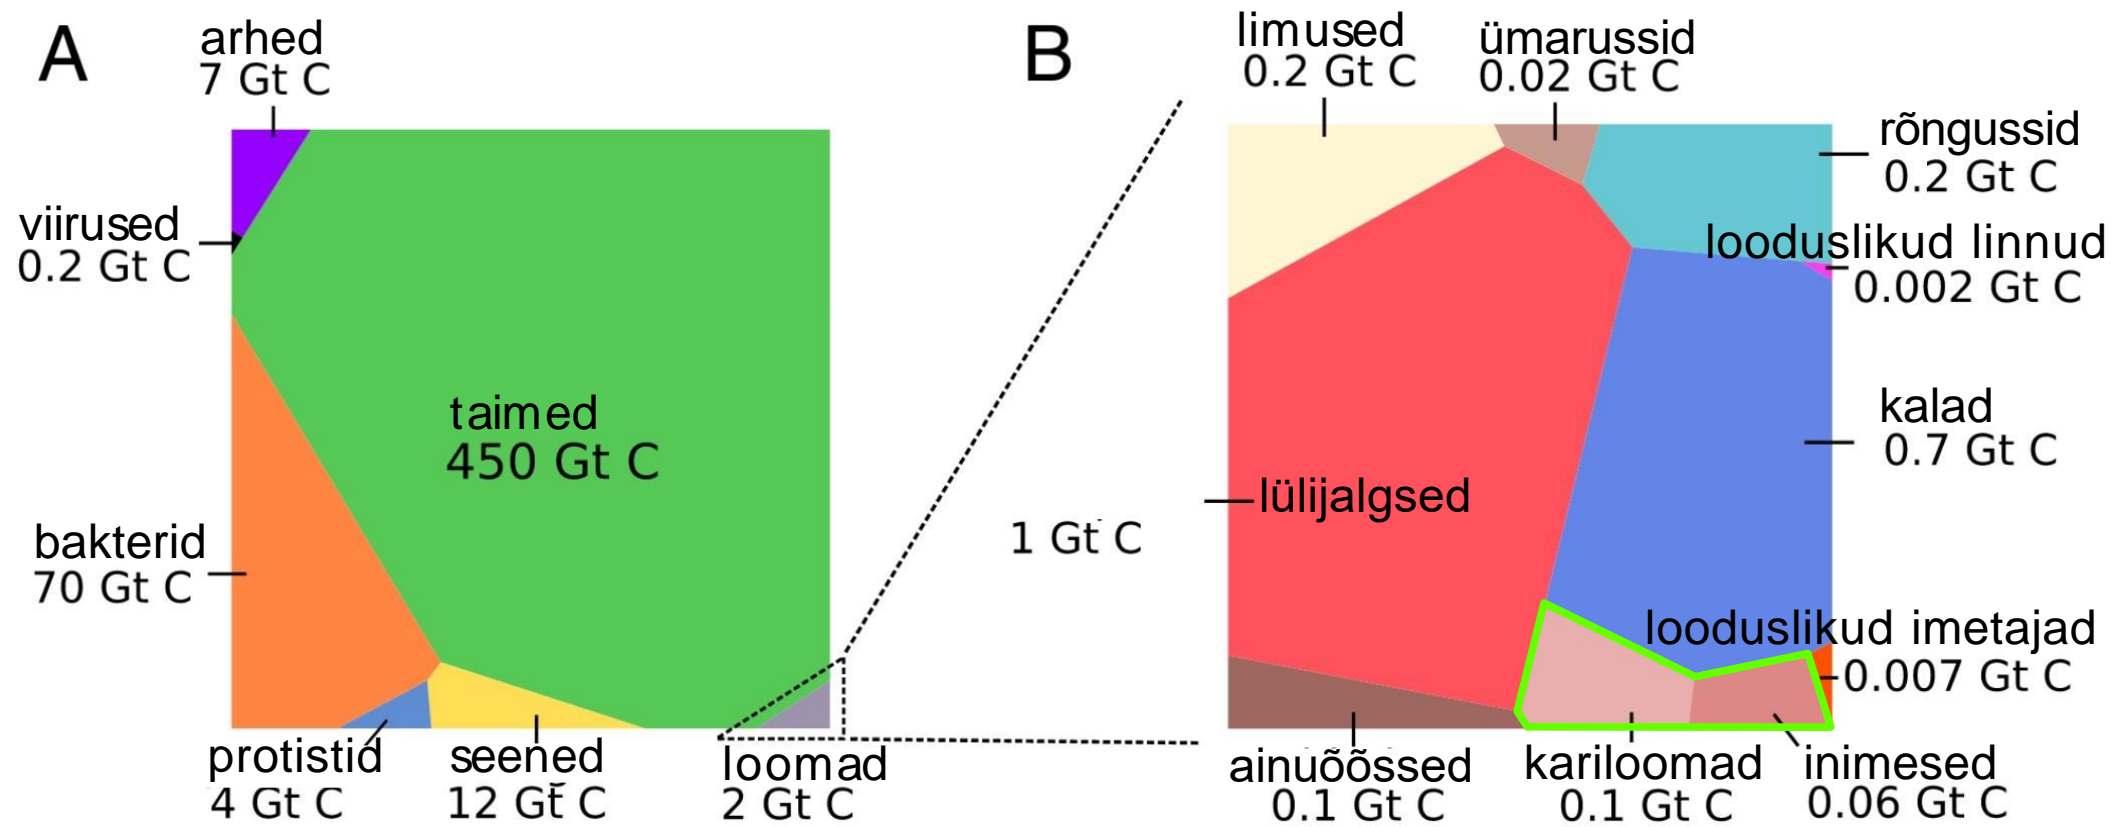 A
arhed
7 Gt C
viirused
0.2 Gt C
taimed
450 Gt C
bakterid
70 Gt C
protistid
4 Gt C
seened
12 Gt C
loomad
2 Gt C
B
limused
0.2 Gt C
ümarussid
0.02 Gt C
rõngussid
0.2 Gt C
looduslikud linnud
0.002 Gt C
kalad
0.7 Gt C
lülijalgsed
1 Gt C
looduslikud imetajad
0.007 Gt C
ainuõõssed
0.1 Gt C
kariloomad
0.1 Gt C
inimesed
0.06 Gt C